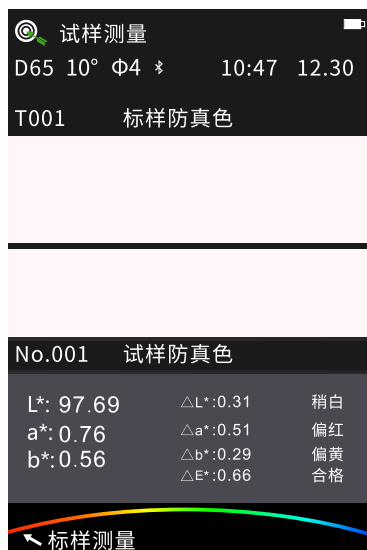 试样测量
D65 10° Φ4 10:47 12.30
T001 标样防真色
No.001 试样防真色
L*: 97.69 △L*:0.31 稍白
a*: 0.76 △a*:0.51 偏红
b*: 0.56 △b*:0.29 偏黄
△E*:0.66 合格
标样测量